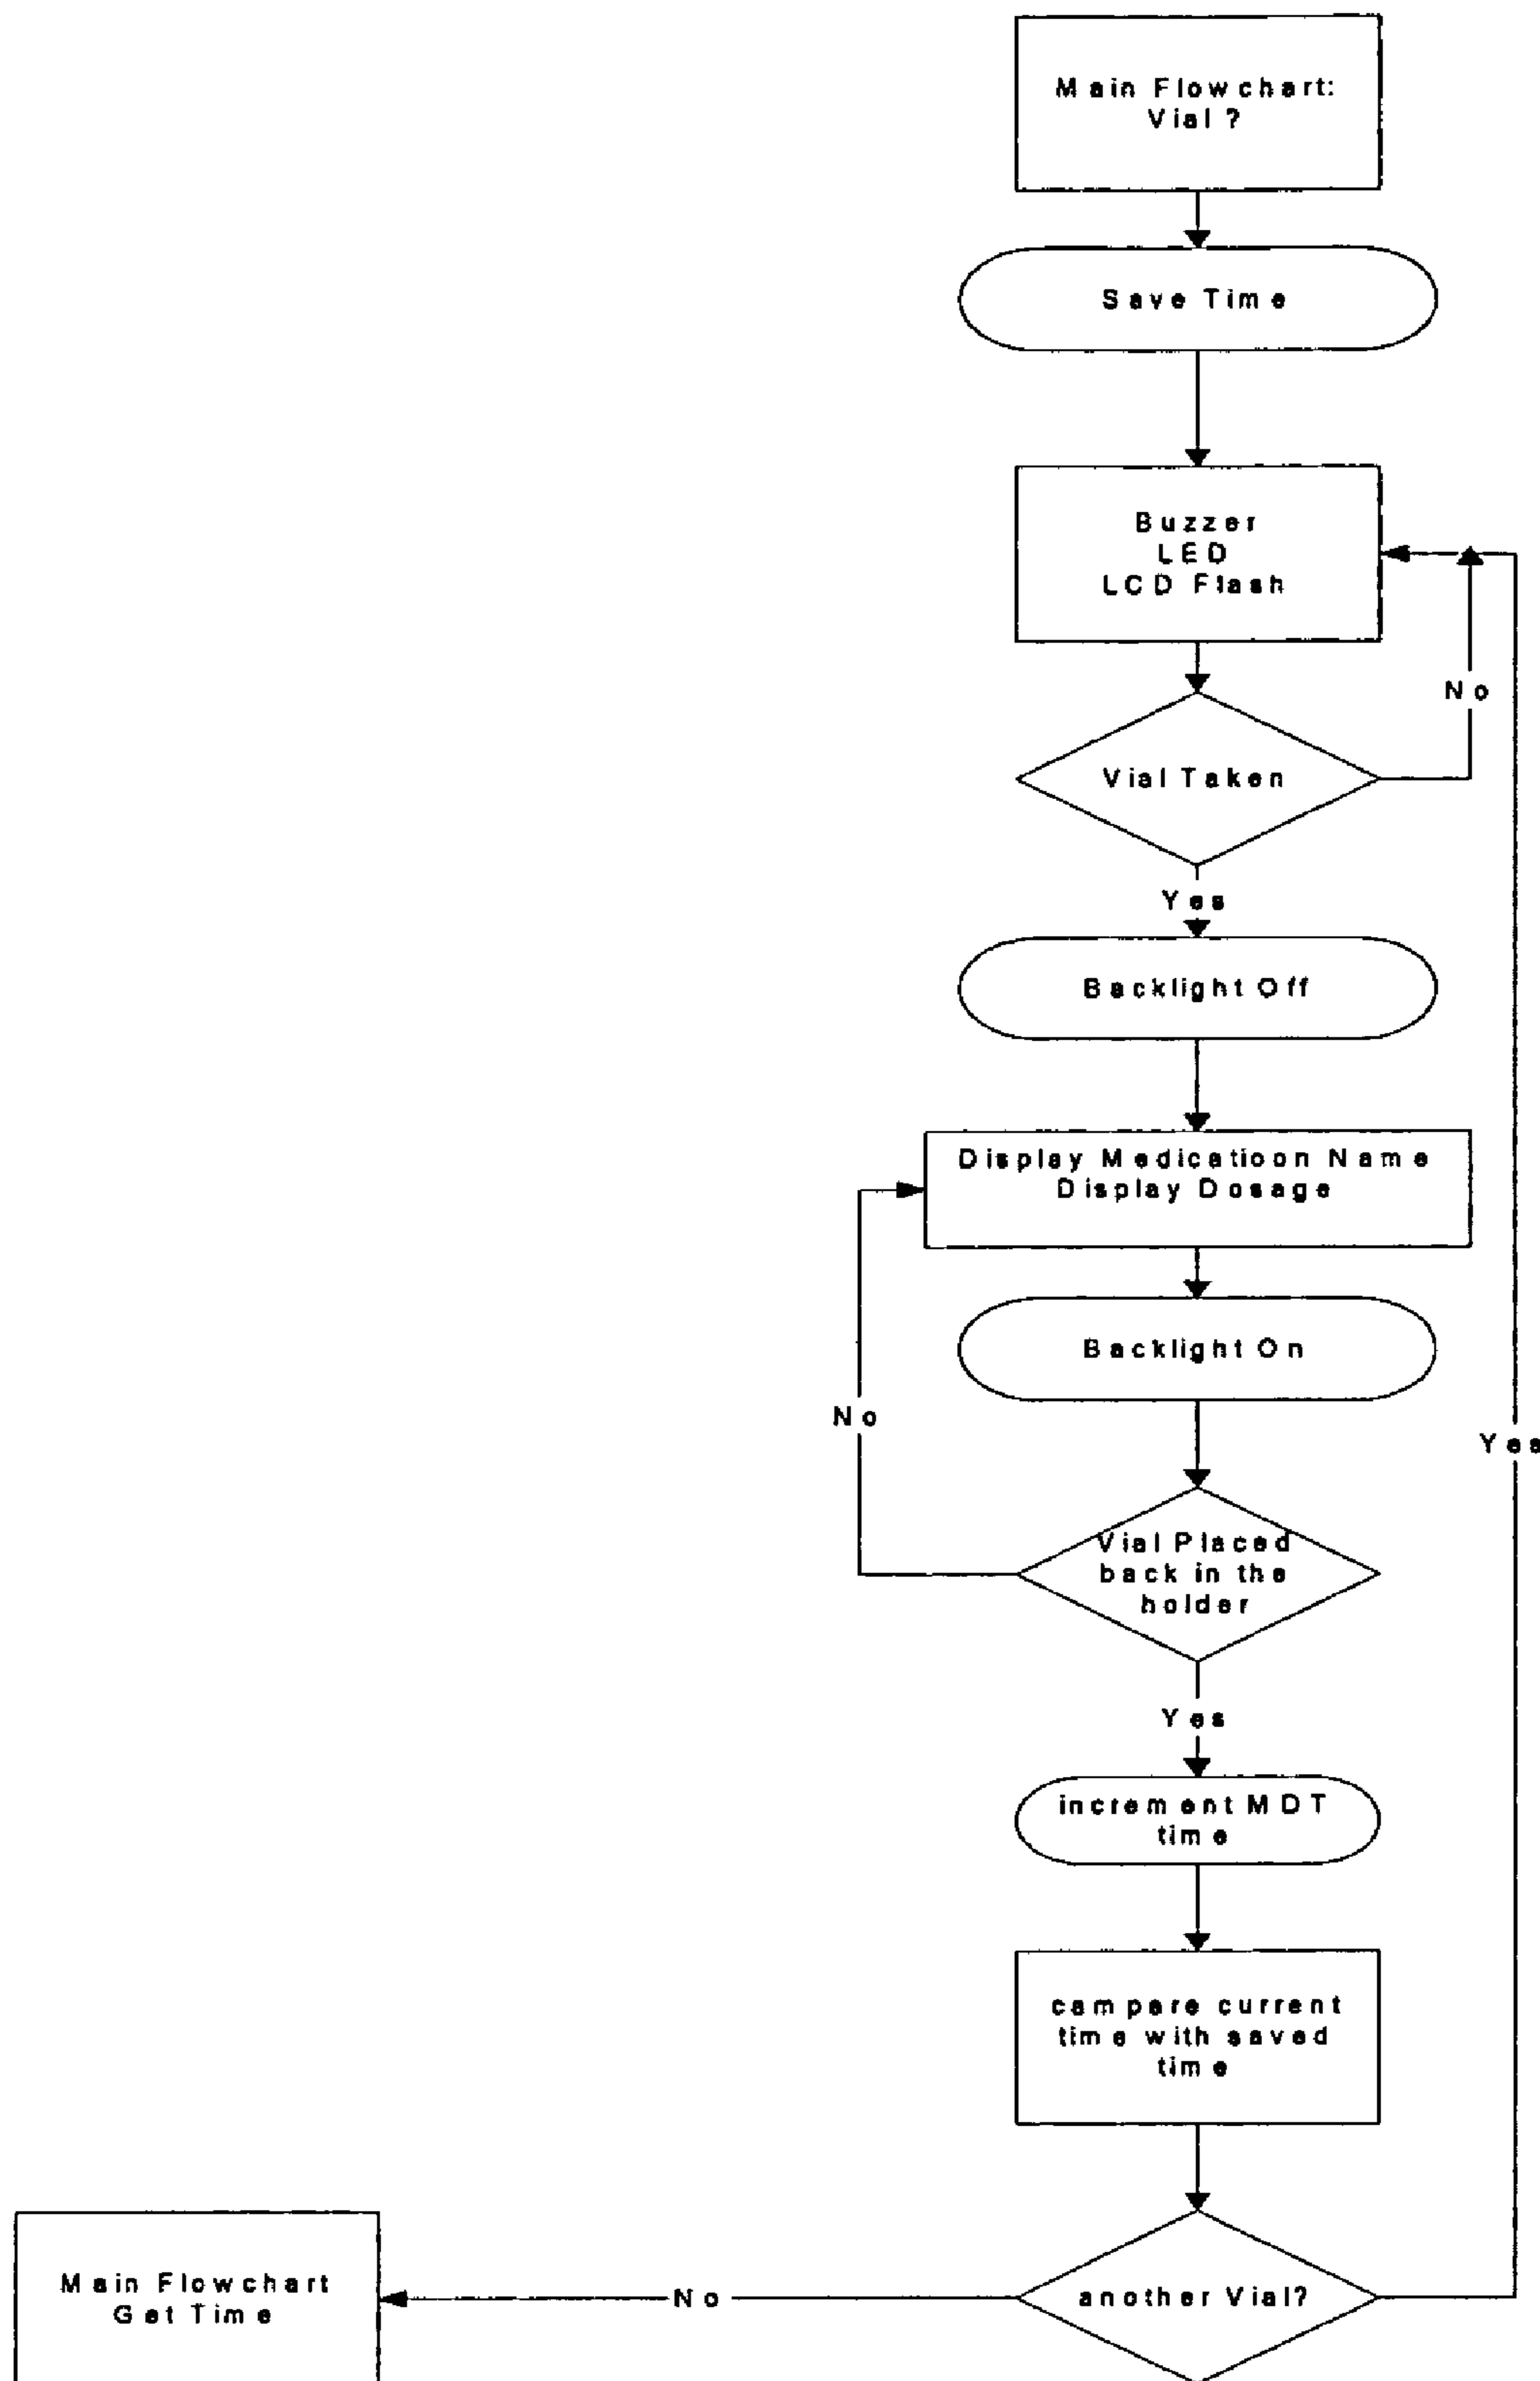 Main Flowchart:
Vial?
Save Time
Buzzer
LED
LCD Flash
No
Vial Taken
Yes
Backlight Off
Display Medicatioon Name
Display Dosage
Backlight On
No
Yes
Vial Placed
back in the
holder
Yes
increment MDT
time
campare current
time with saved
time
Main Flowchart
Get Time
No
another Vial?